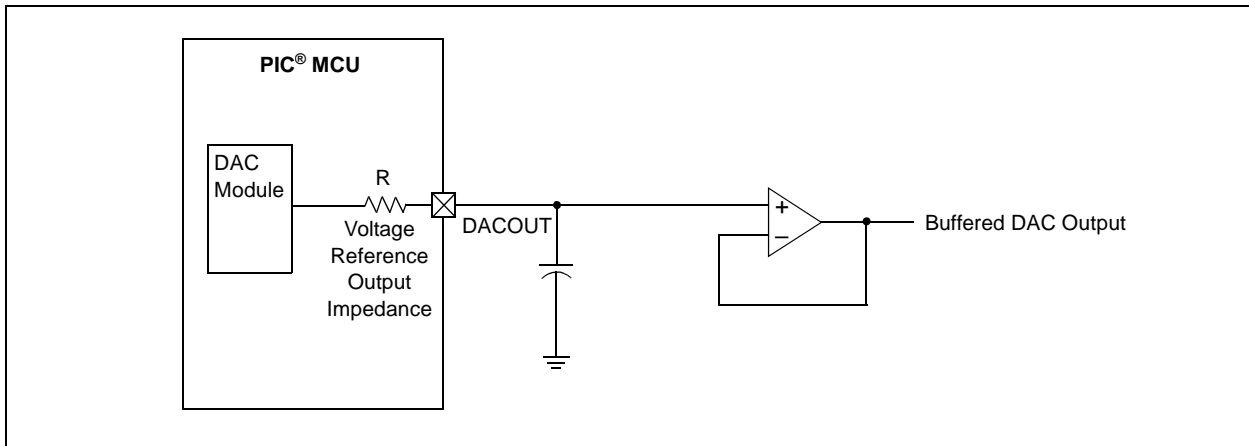 PIC® MCU
DAC
Module
R
Voltage
Reference
Output
Impedance
DACOUT
+
–
Buffered DAC Output